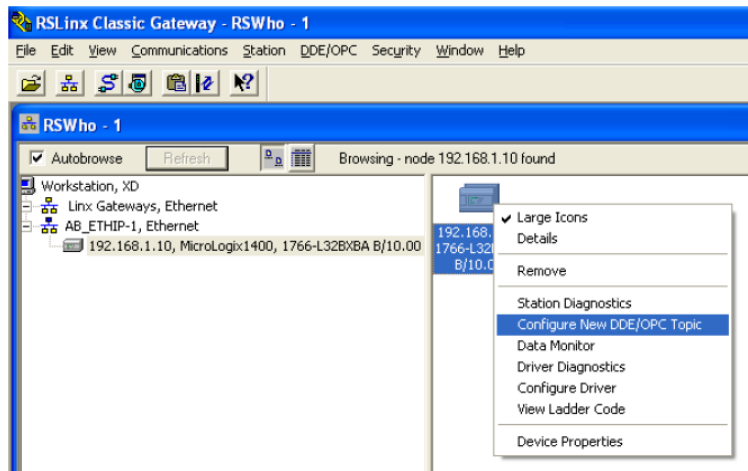 RSLinx Classic Gateway - RSWho - 1
File Edit View Communications Station DDE/OPC Security Window Help
RSWho - 1
Autobrowse Refresh Browsing - node 192.168.1.10 found
Workstation, XD
Linx Gateways, Ethernet
AB_ETHIP-1, Ethernet
192.168.1.10, MicroLogix1400, 1766-L32BXBA B/10.00
192.168.
1766-L32
B/10.0
Large Icons
Details
Remove
Station Diagnostics
Configure New DDE/OPC Topic
Data Monitor
Driver Diagnostics
Configure Driver
View Ladder Code
Device Properties